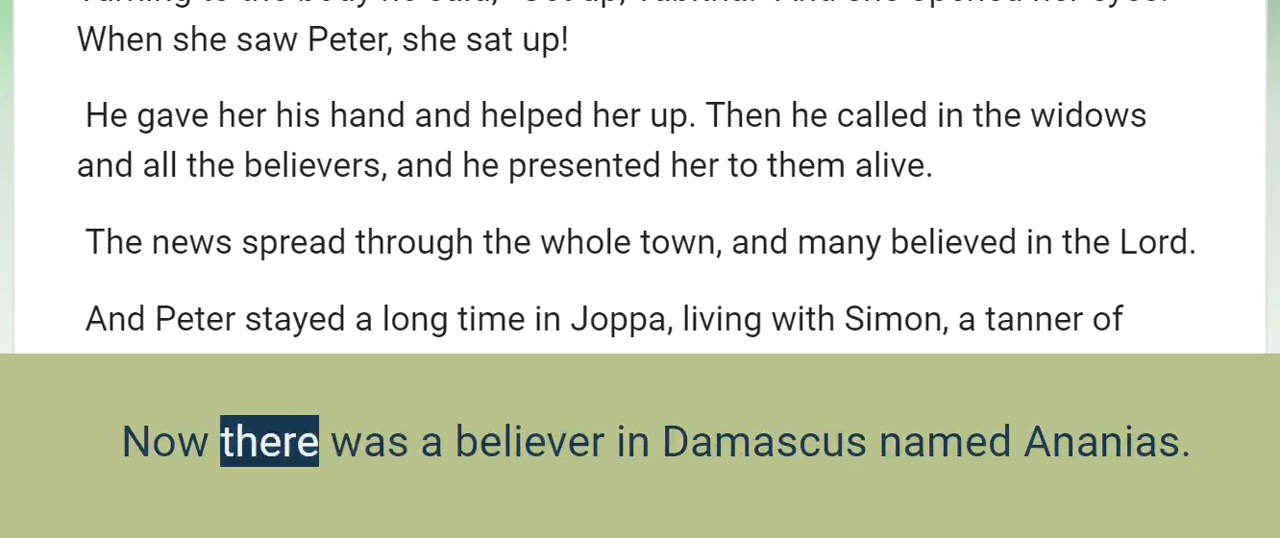 When she saw Peter, she sat up!
He gave her his hand and helped her up. Then he called in the widows
and all the believers, and he presented her to them alive.
The news spread through the whole town, and many believed in the Lord.
And Peter stayed a long time in Joppa, living with Simon, a tanner of
Now there was a believer in Damascus named Ananias.